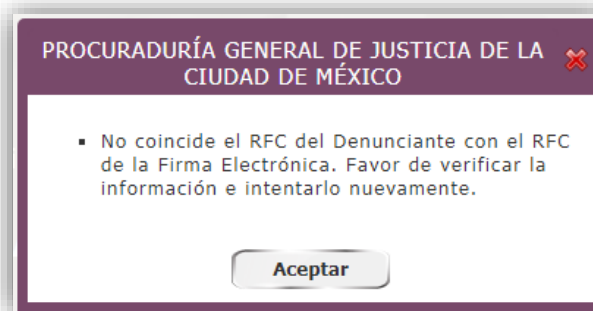 PROCURADURÍA GENERAL DE JUSTICIA DE LA
CIUDAD DE MÉXICO
▪ No coincide el RFC del Denunciante con el RFC
de la Firma Electrónica. Favor de verificar la
información e intentarlo nuevamente.
Aceptar